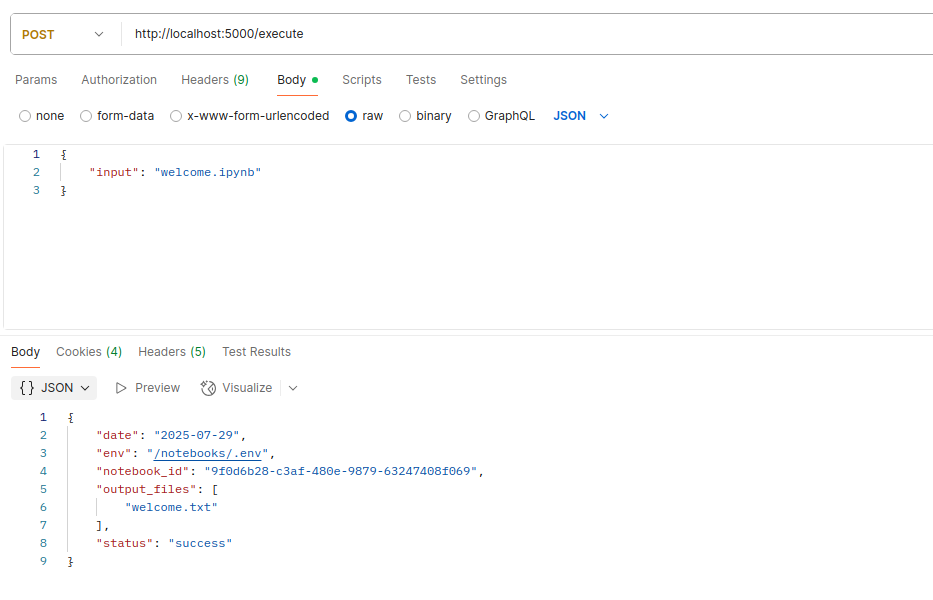 POST http://localhost:5000/execute
Params Authorization Headers (9) Body Scripts Tests Settings
none form-data x-www-form-urlencoded raw binary GraphQL JSON
1 {
2 "input": "welcome.ipynb"
3 }
Body Cookies (4) Headers (5) Test Results
{} JSON Preview Visualize
1 {
2 "date": "2025-07-29",
3 "env": "/notebooks/.env",
4 "notebook_id": "9f0d6b28-c3af-480e-9879-63247408f069",
5 "output_files": [
6 "welcome.txt"
7 ],
8 "status": "success"
9 }